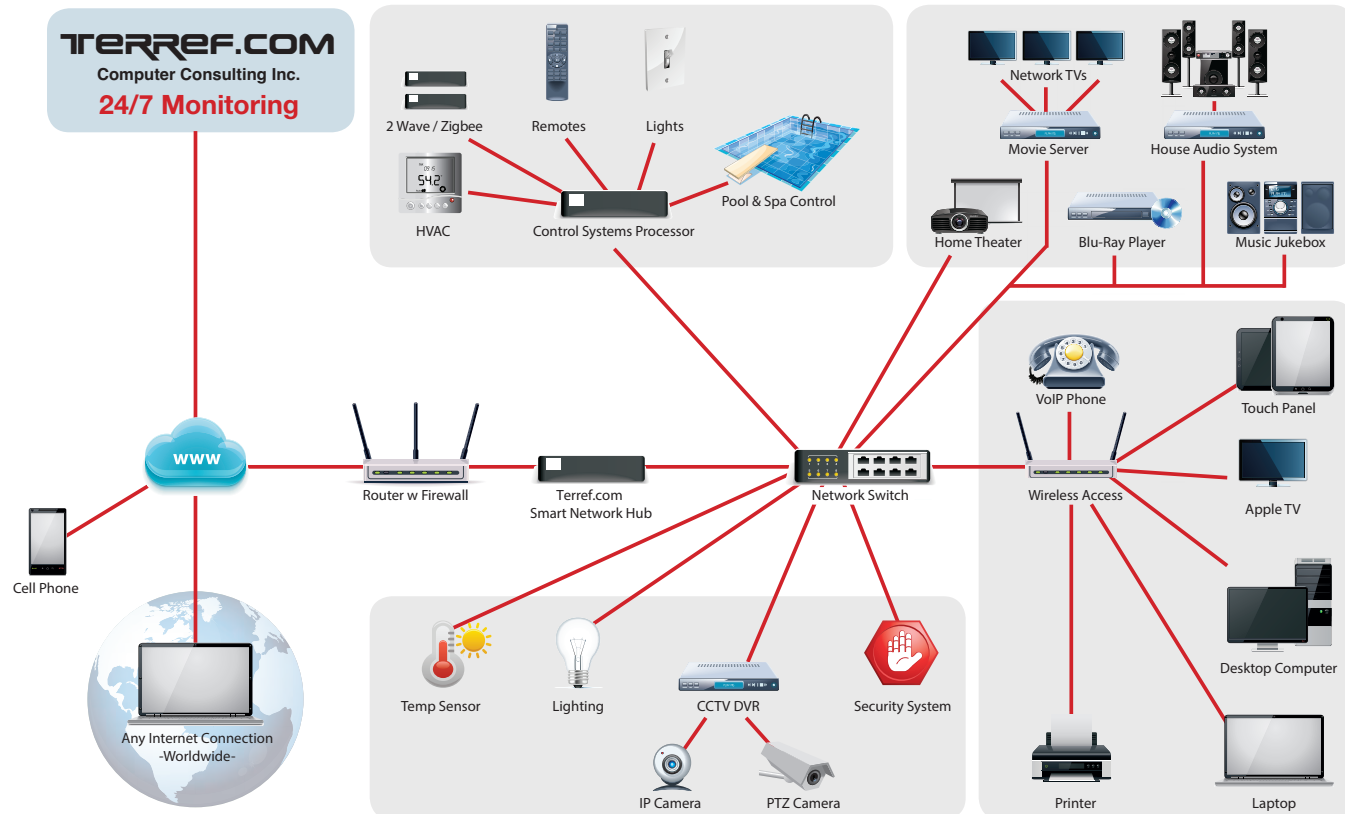 TERREF.COM
Computer Consulting Inc.
24/7 Monitoring
2 Wave / Zigbee
Remotes
Lights
HVAC
Control Systems Processor
Pool & Spa Control
Network TVs
Movie Server
House Audio System
Home Theater
Blu-Ray Player
Music Jukebox
www
Router w Firewall
Terref.com
Smart Network Hub
Network Switch
VoIP Phone
Touch Panel
Wireless Access
Apple TV
Desktop Computer
Printer
Laptop
Cell Phone
Any Internet Connection
-Worldwide-
Temp Sensor
Lighting
CCTV DVR
Security System
IP Camera
PTZ Camera